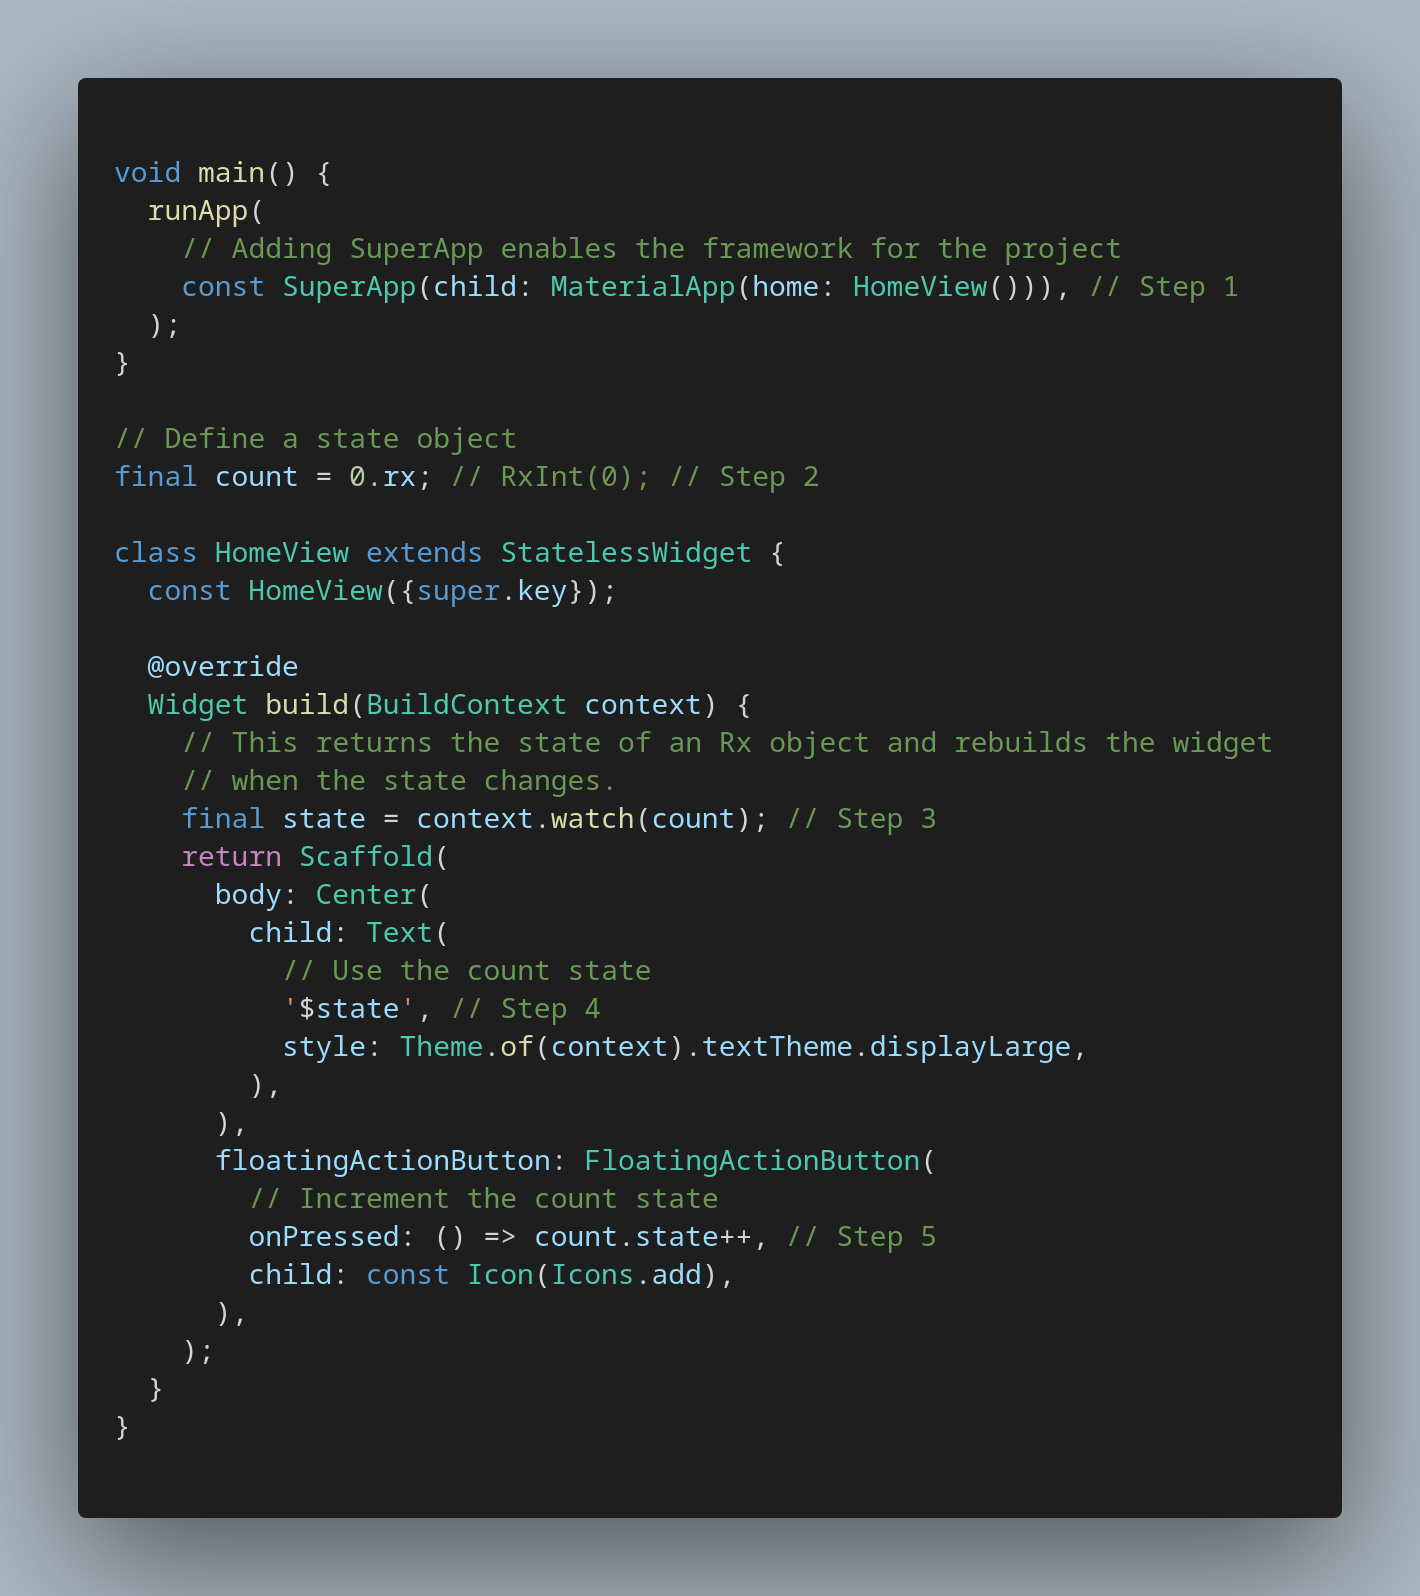 void main() {
  runApp(
    // Adding SuperApp enables the framework for the project
    const SuperApp(child: MaterialApp(home: HomeView())), // Step 1
  );
}

// Define a state object
final count = 0.rx; // RxInt(0); // Step 2

class HomeView extends StatelessWidget {
  const HomeView({super.key});

  @override
  Widget build(BuildContext context) {
    // This returns the state of an Rx object and rebuilds the widget
    // when the state changes.
    final state = context.watch(count); // Step 3
    return Scaffold(
      body: Center(
        child: Text(
          // Use the count state
          '$state', // Step 4
          style: Theme.of(context).textTheme.displayLarge,
        ),
      ),
      floatingActionButton: FloatingActionButton(
        // Increment the count state
        onPressed: () => count.state++, // Step 5
        child: const Icon(Icons.add),
      ),
    );
  }
}